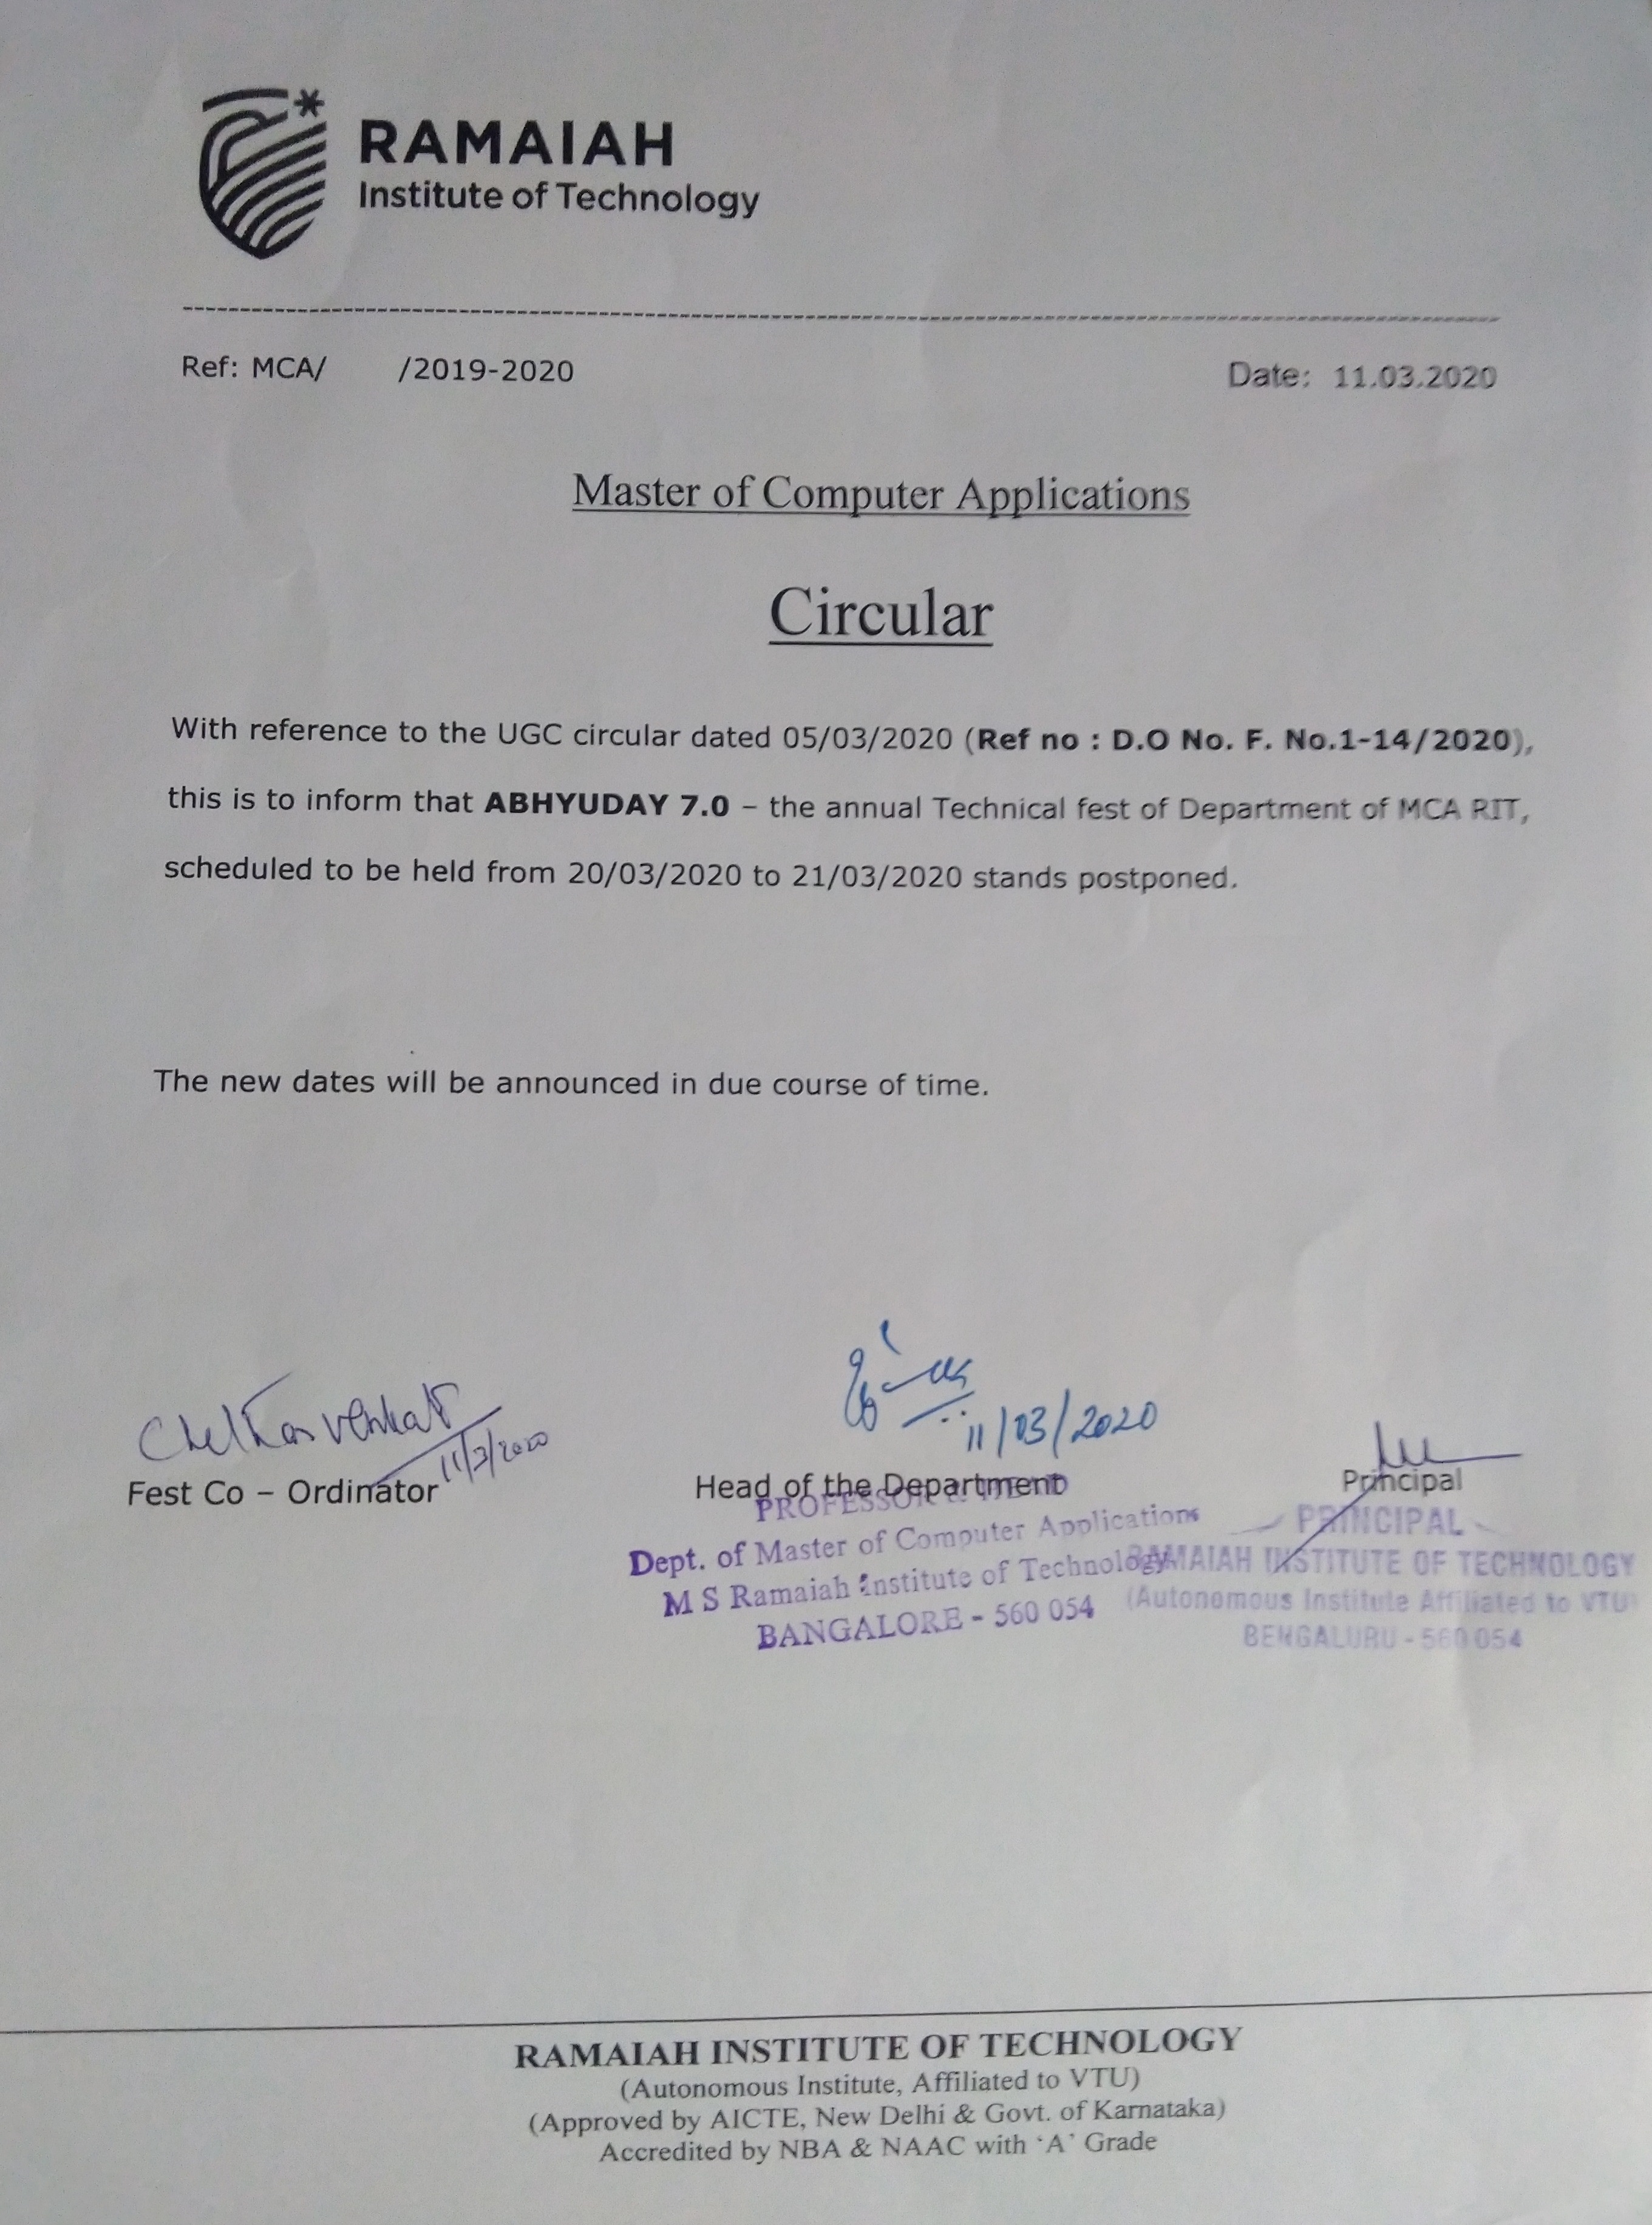 RAMAIAH
Institute of Technology
Ref: MCA/ /2019-2020 Date: 11.03.2020
Master of Computer Applications
Circular
With reference to the UGC circular dated 05/03/2020 (Ref no : D.O No. F. No.1-14/2020),
this is to inform that ABHYUDAY 7.0 – the annual Technical fest of Department of MCA RIT,
scheduled to be held from 20/03/2020 to 21/03/2020 stands postponed.
The new dates will be announced in due course of time.
11/3/2020
11/03/2020
Fest Co – Ordinator Head of the Department Principal
PROFESSOR & HEAD
Dept. of Master of Computer Applications
M S Ramaiah Institute of Technology
BANGALORE - 560 054
PRINCIPAL
RAMAIAH INSTITUTE OF TECHNOLOGY
(Autonomous Institute Affiliated to VTU)
BENGALURU - 560 054
RAMAIAH INSTITUTE OF TECHNOLOGY
(Autonomous Institute, Affiliated to VTU)
(Approved by AICTE, New Delhi & Govt. of Karnataka)
Accredited by NBA & NAAC with ‘A’ Grade